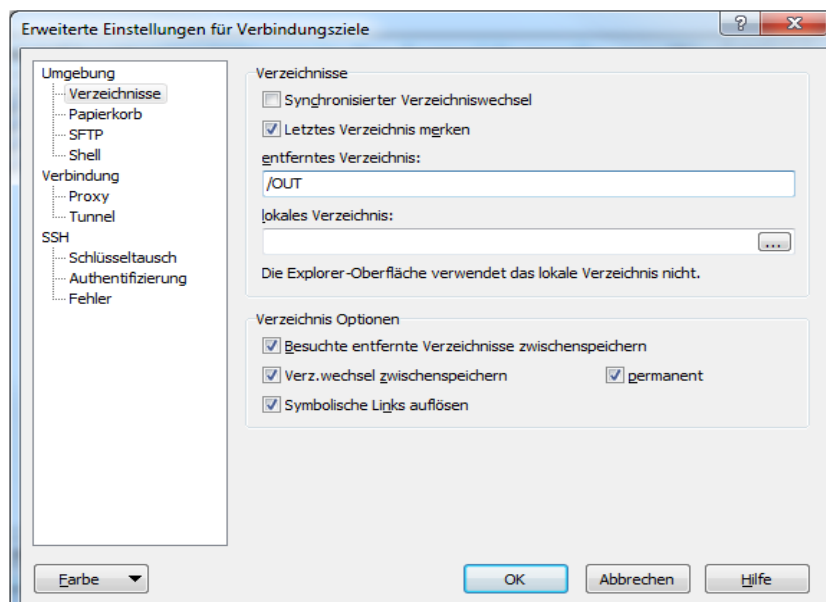 Erweiterte Einstellungen für Verbindungsziele
Umgebung
Verzeichnisse
Papierkorb
SFTP
Shell
Verbindung
Proxy
Tunnel
SSH
Schlüsseltausch
Authentifizierung
Fehler
Verzeichnisse
Synchronisierter Verzeichniswechsel
Letztes Verzeichnis merken
entferntes Verzeichnis:
/OUT
lokales Verzeichnis:
...
Die Explorer-Oberfläche verwendet das lokale Verzeichnis nicht.
Verzeichnis Optionen
Besuchte entfernte Verzeichnisse zwischenspeichern
Verz.wechsel zwischenspeichern permanent
Symbolische Links auflösen
Farbe OK Abbrechen Hilfe